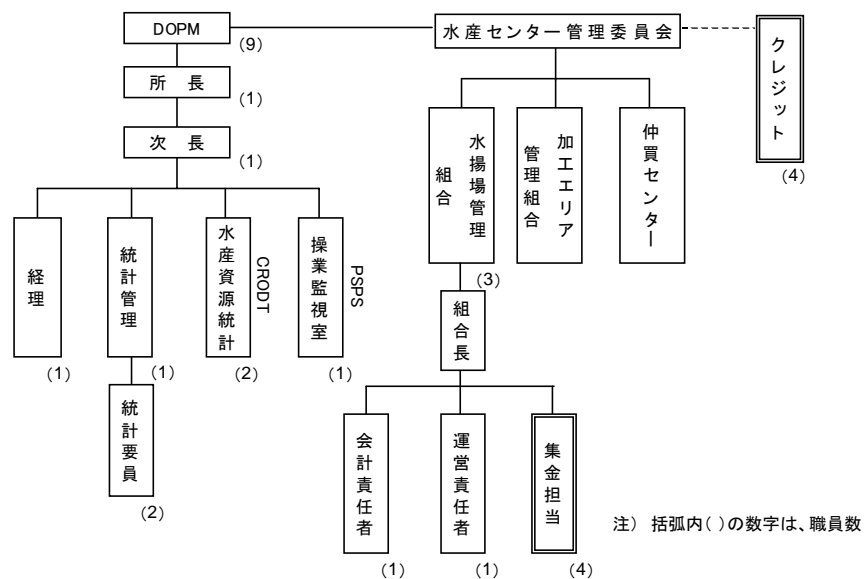 DOPM
(9)
水産センター管理委員会
クレジット
(4)
所 長
(1)
次 長
(1)
水揚場管理
組合
(3)
加工エリア
管理組合
仲買センター
経理
(1)
統計管理
(1)
水産資源統計
CRODT
(2)
操業監視室
PSPS
(1)
組合長
統計要員
(2)
会計責任者
(1)
運営責任者
(1)
集金担当
(4)
注) 括弧内( )の数字は、職員数